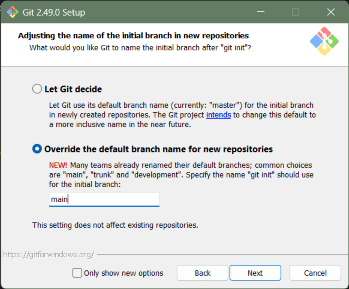 Git 2.49.0 Setup
Adjusting the name of the initial branch in new repositories
What would you like Git to name the initial branch after "git init"?
Let Git decide
Let Git use its default branch name (currently: "master") for the initial branch
in newly created repositories. The Git project intends to change this default to
a more inclusive name in the near future.
Override the default branch name for new repositories
NEW! Many teams already renamed their default branches; common choices
are "main", "trunk" and "development". Specify the name "git init" should use
for the initial branch:
main
This setting does not affect existing repositories.
https://gitforwindows.org/
Only show new options
Back
Next
Cancel